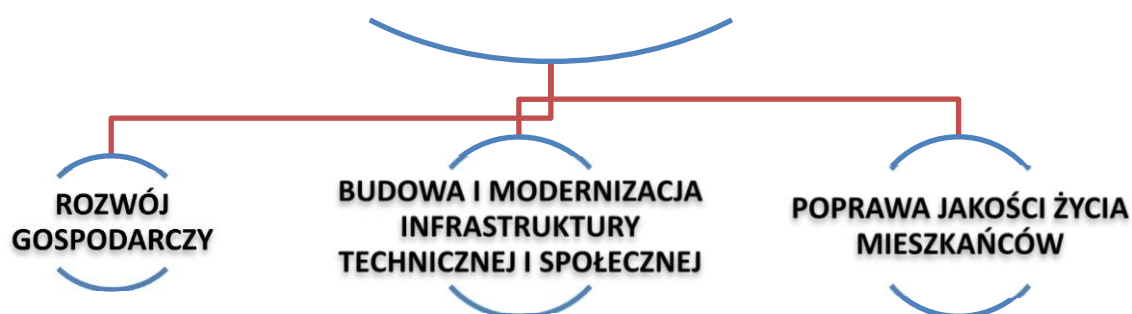 ROZWÓJ
GOSPODARCZY
BUDOWA I MODERNIZACJA
INFRASTRUKTURY
TECHNICZNEJ I SPOŁECZNEJ
POPRAWA JAKOŚCI ŻYCIA
MIESZKAŃCÓW